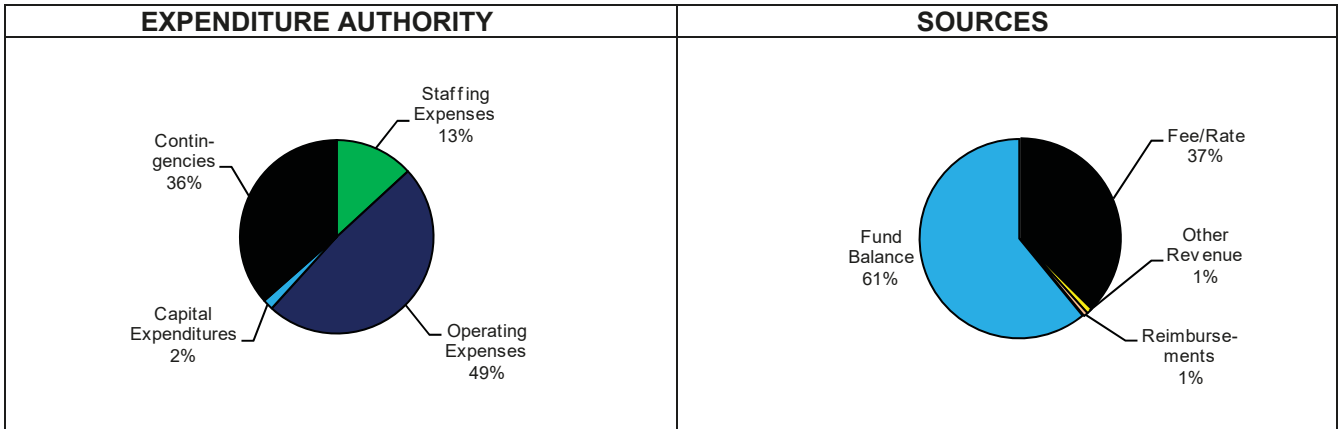 EXPENDITURE AUTHORITY
SOURCES
Staffing
Expenses
13%
Contin-
gencies
36%
Capital
Expenditures
2%
Operating
Expenses
49%
Fee/Rate
37%
Fund
Balance
61%
Other
Revenue
1%
Reimburse-
ments
1%